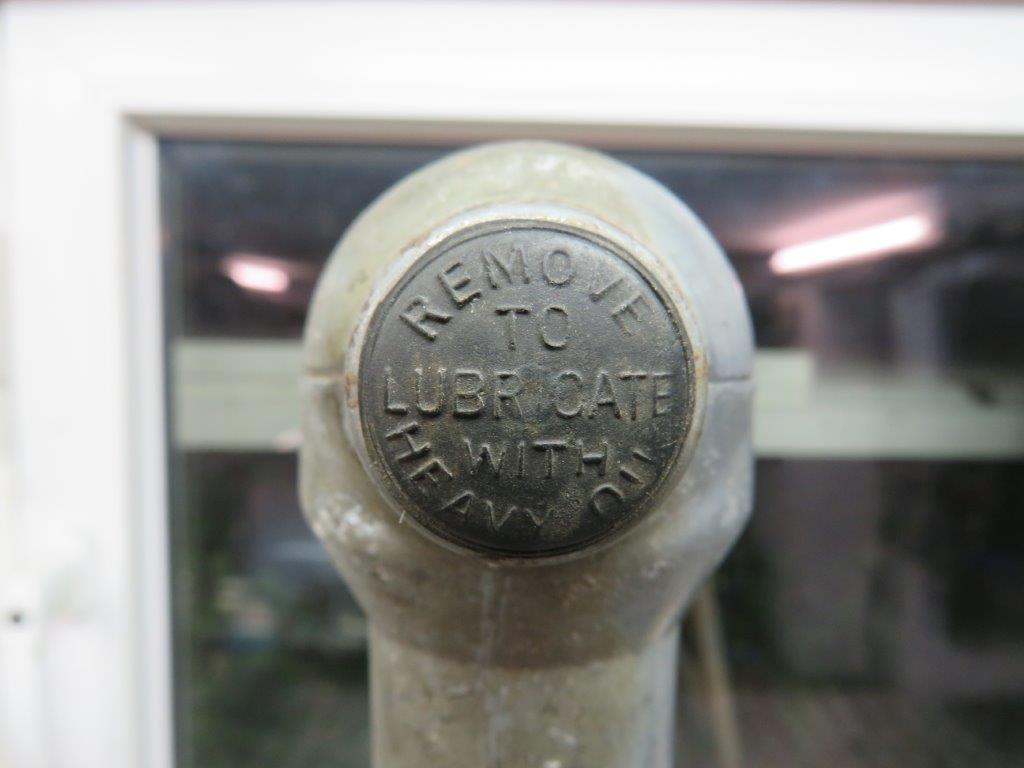 REMOVE
TO
LUBRICATE
WITH
HEAVY OIL